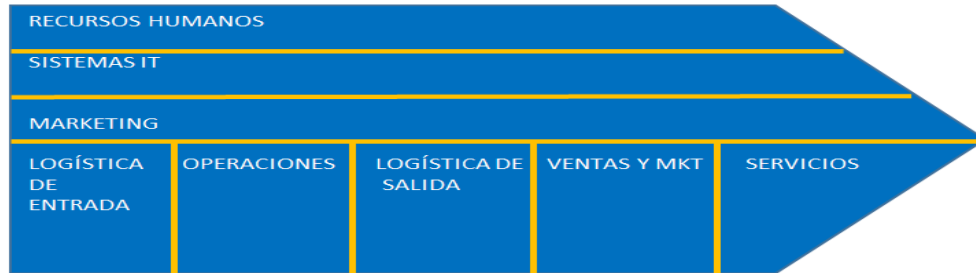 RECURSOS HUMANOS
SISTEMAS IT
MARKETING
LOGÍSTICA
DE
ENTRADA
OPERACIONES
LOGÍSTICA DE
SALIDA
VENTAS Y MKT
SERVICIOS